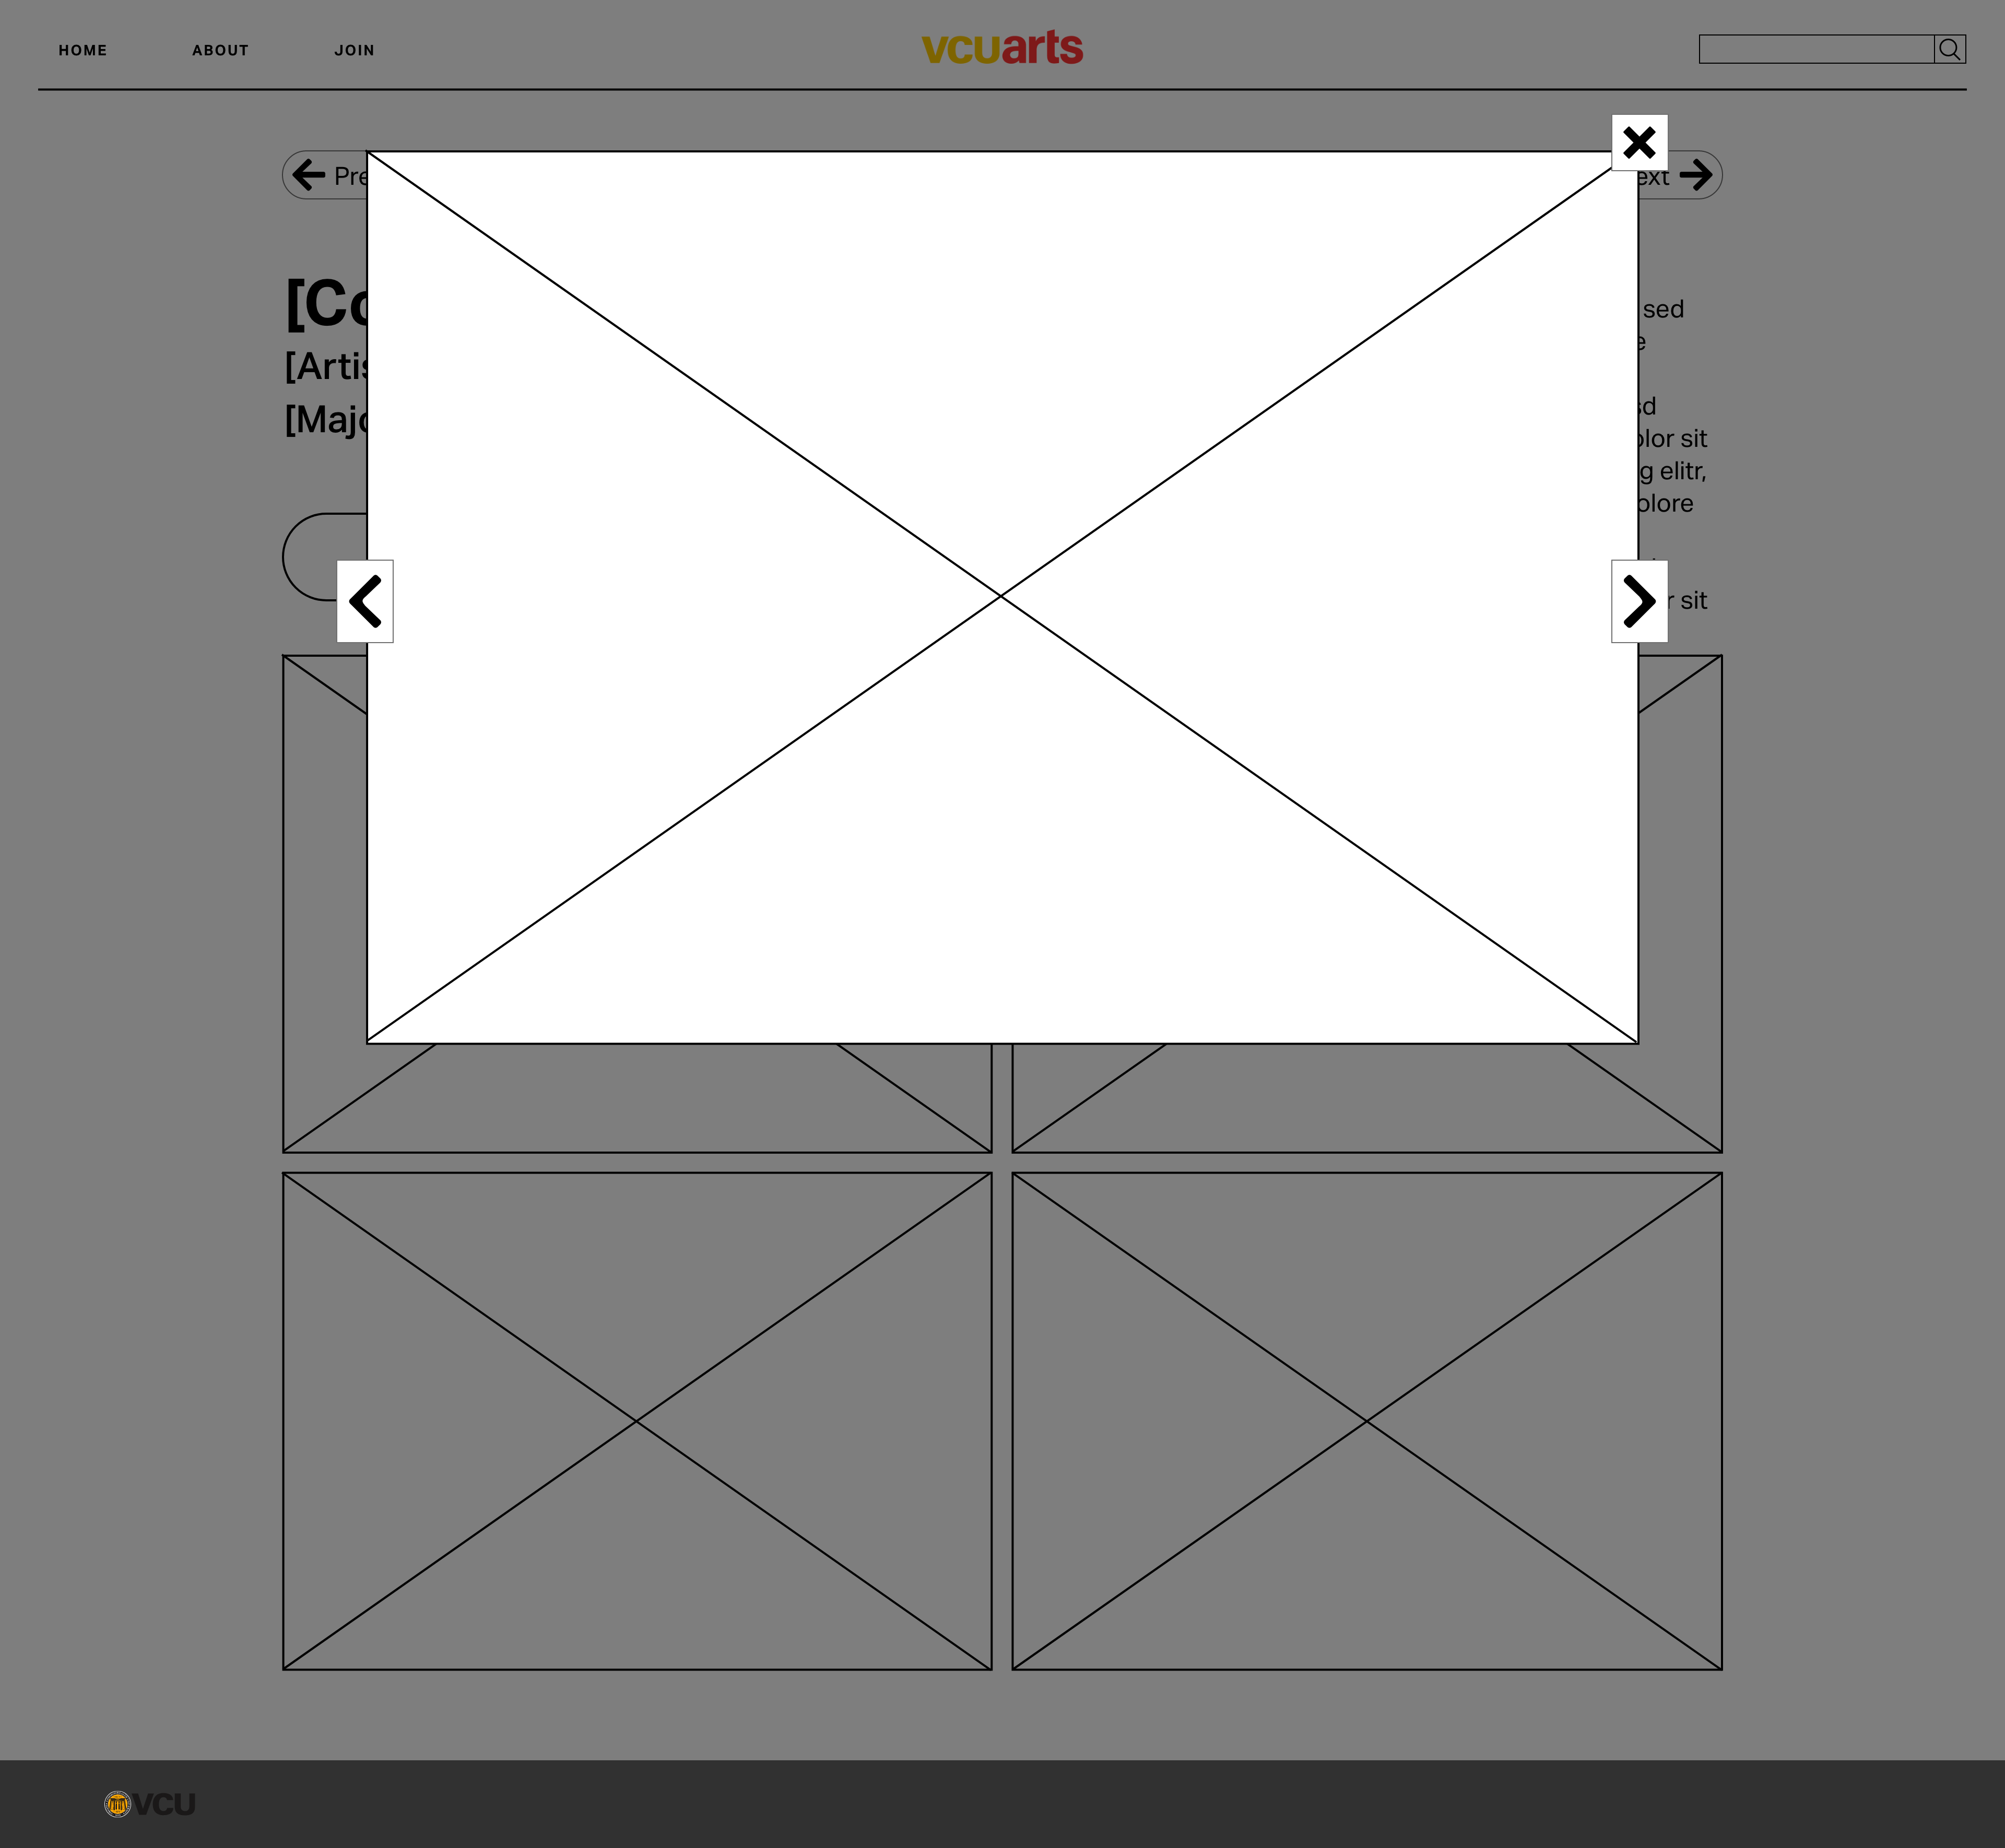 HOME ABOUT JOIN
vcuarts
Pre
ext
[Co
[Artis
[Majo
sed
e
sd
olor sit
g elitr,
olore
r sit
VCU